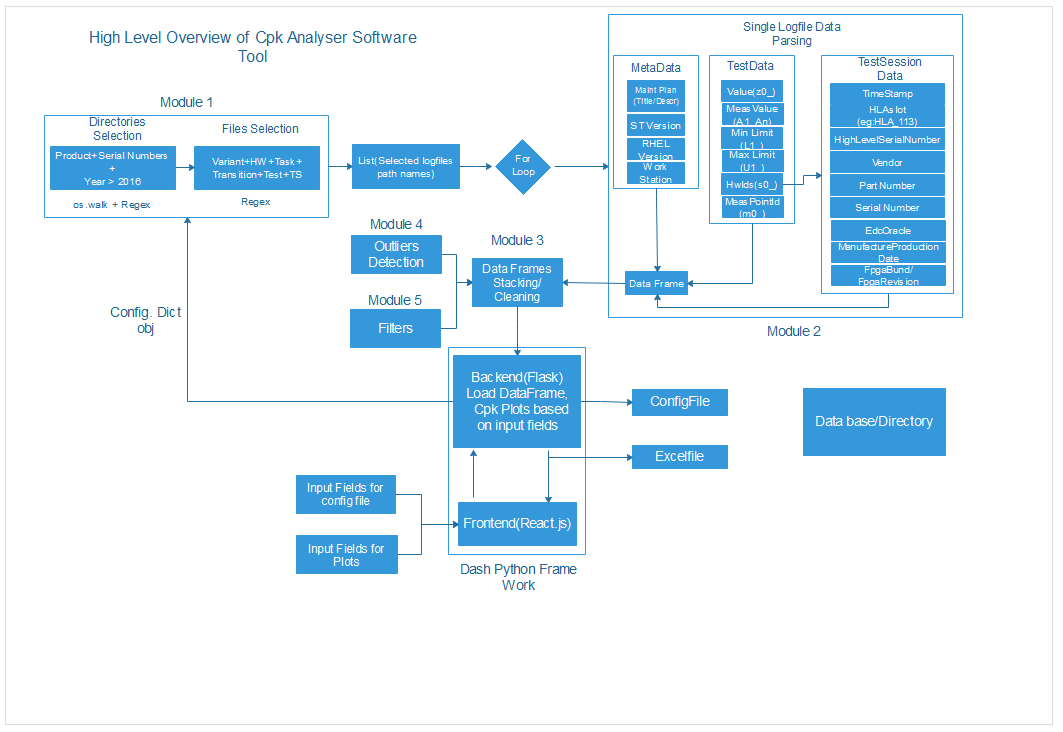 High Level Overview of Cpk Analyser Software
Tool
Module 1
Directories
Selection
Product+Serial Numbers
+
Year > 2016
os.walk + Regex
Files Selection
Variant+HW+Task+
Transition+Test+TS
Regex
List(Selected logfiles
path names)
For
Loop
Single Logfile Data
Parsing
MetaData
Maint Plan
(Title/Descr)
ST Version
RHEL
Version
Work
Station
TestData
Value(z0_)
Meas Value
(A1_An)
Min Limit
(L1_)
Max Limit
(U1_)
HwIds(s0_)
Meas PointId
(m0_)
TestSession
Data
TimeStamp
HLAslot
(eg:HLA_113)
HighLevelSerialNumber
Vendor
Part Number
Serial Number
EdcOracle
ManufactureProduction
Date
FpgaBund/
FpgaRevision
Data Frame
Module 2
Module 4
Outliers
Detection
Module 5
Filters
Module 3
Data Frames
Stacking/
Cleaning
Config. Dict
obj
Backend(Flask)
Load DataFrame,
Cpk Plots based
on input fields
ConfigFile
Excelfile
Data base/Directory
Input Fields for
config file
Input Fields for
Plots
Frontend(React.js)
Dash Python Frame
Work